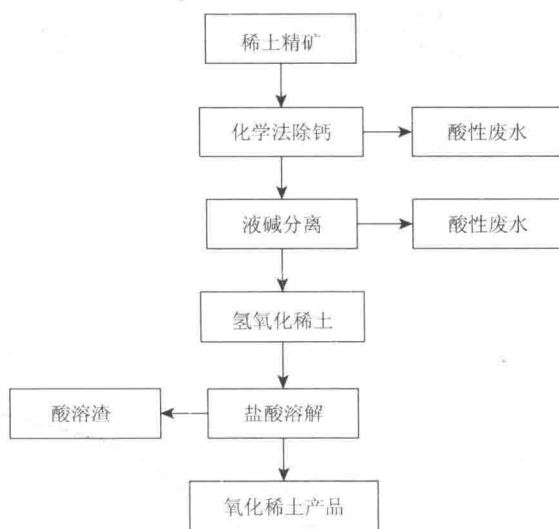 稀土精矿
化学法除钙
酸性废水
液碱分离
酸性废水
氢氧化稀土
酸溶渣
盐酸溶解
氧化稀土产品